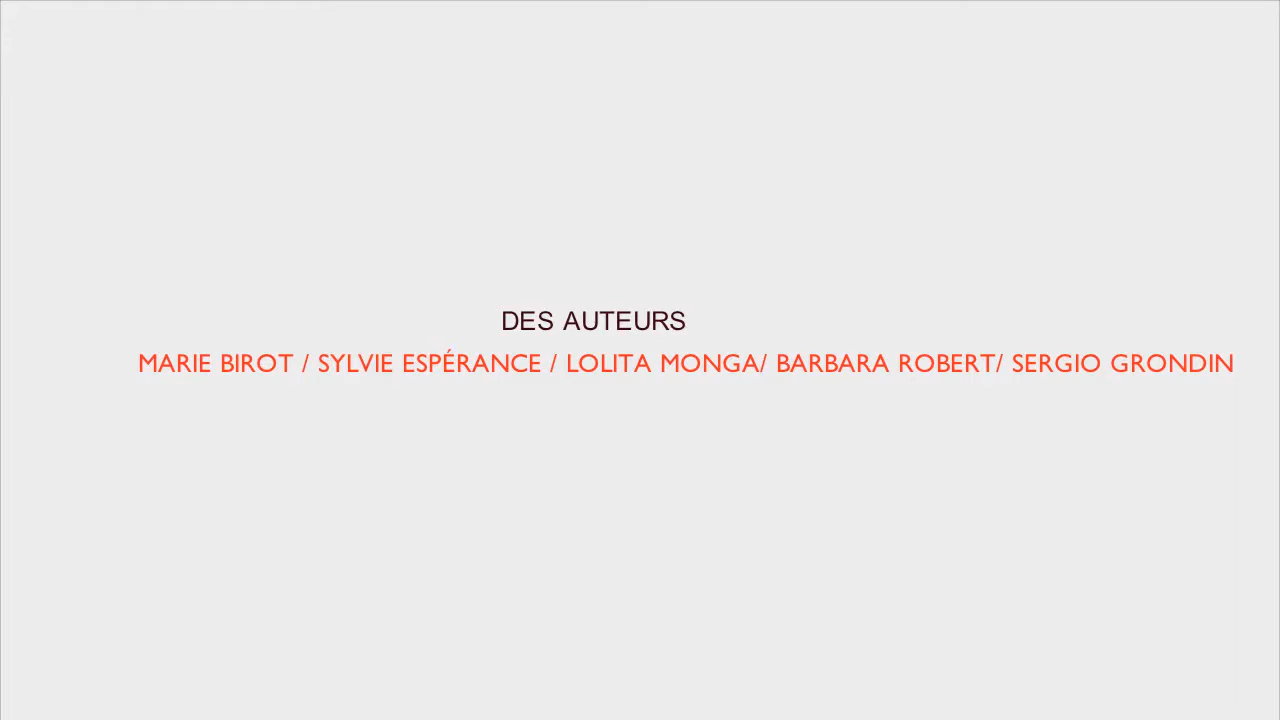 DES AUTEURS
MARIE BIROT / SYLVIE ESPÉRANCE / LOLITA MONGA/ BARBARA ROBERT/ SERGIO GRONDIN